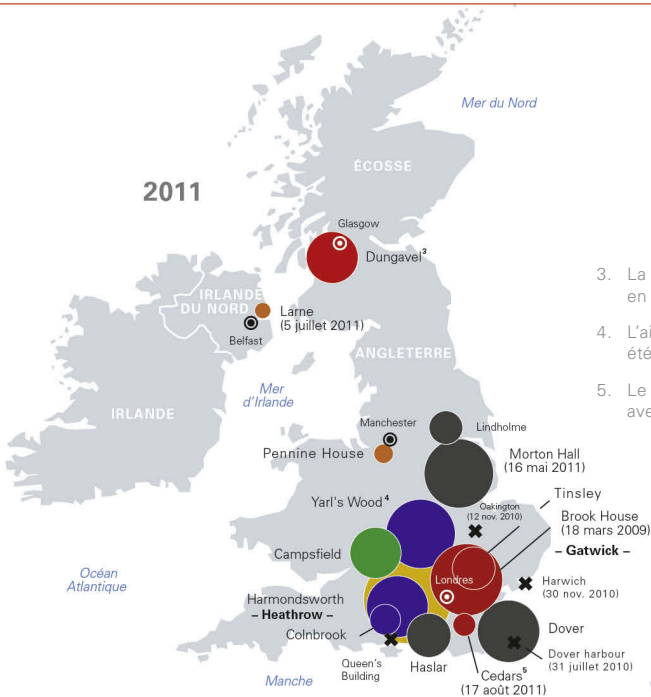 Mer du Nord
ÉCOSSE
2011
Glasgow
Dungavel³
3. La
en
IRLANDE
DU NORD
Larne
(5 juillet 2011)
4. L'ai
été
Belfast
ANGLETERRE
5. Le
ave
Mer
d'Irlande
IRLANDE
Manchester
Lindholme
Pennine House
Morton Hall
(16 mai 2011)
Yarl's Wood⁴
Tinsley
Oakington
(12 nov. 2010)
Brook House
(18 mars 2009)
– Gatwick –
Campsfield
Océan
Atlantique
Londres
Harwich
(30 nov. 2010)
Harmondsworth
– Heathrow –
Colnbrook
Dover
Queen's
Building
Haslar
Dover harbour
(31 juillet 2010)
Cedars⁵
(17 août 2011)
Manche